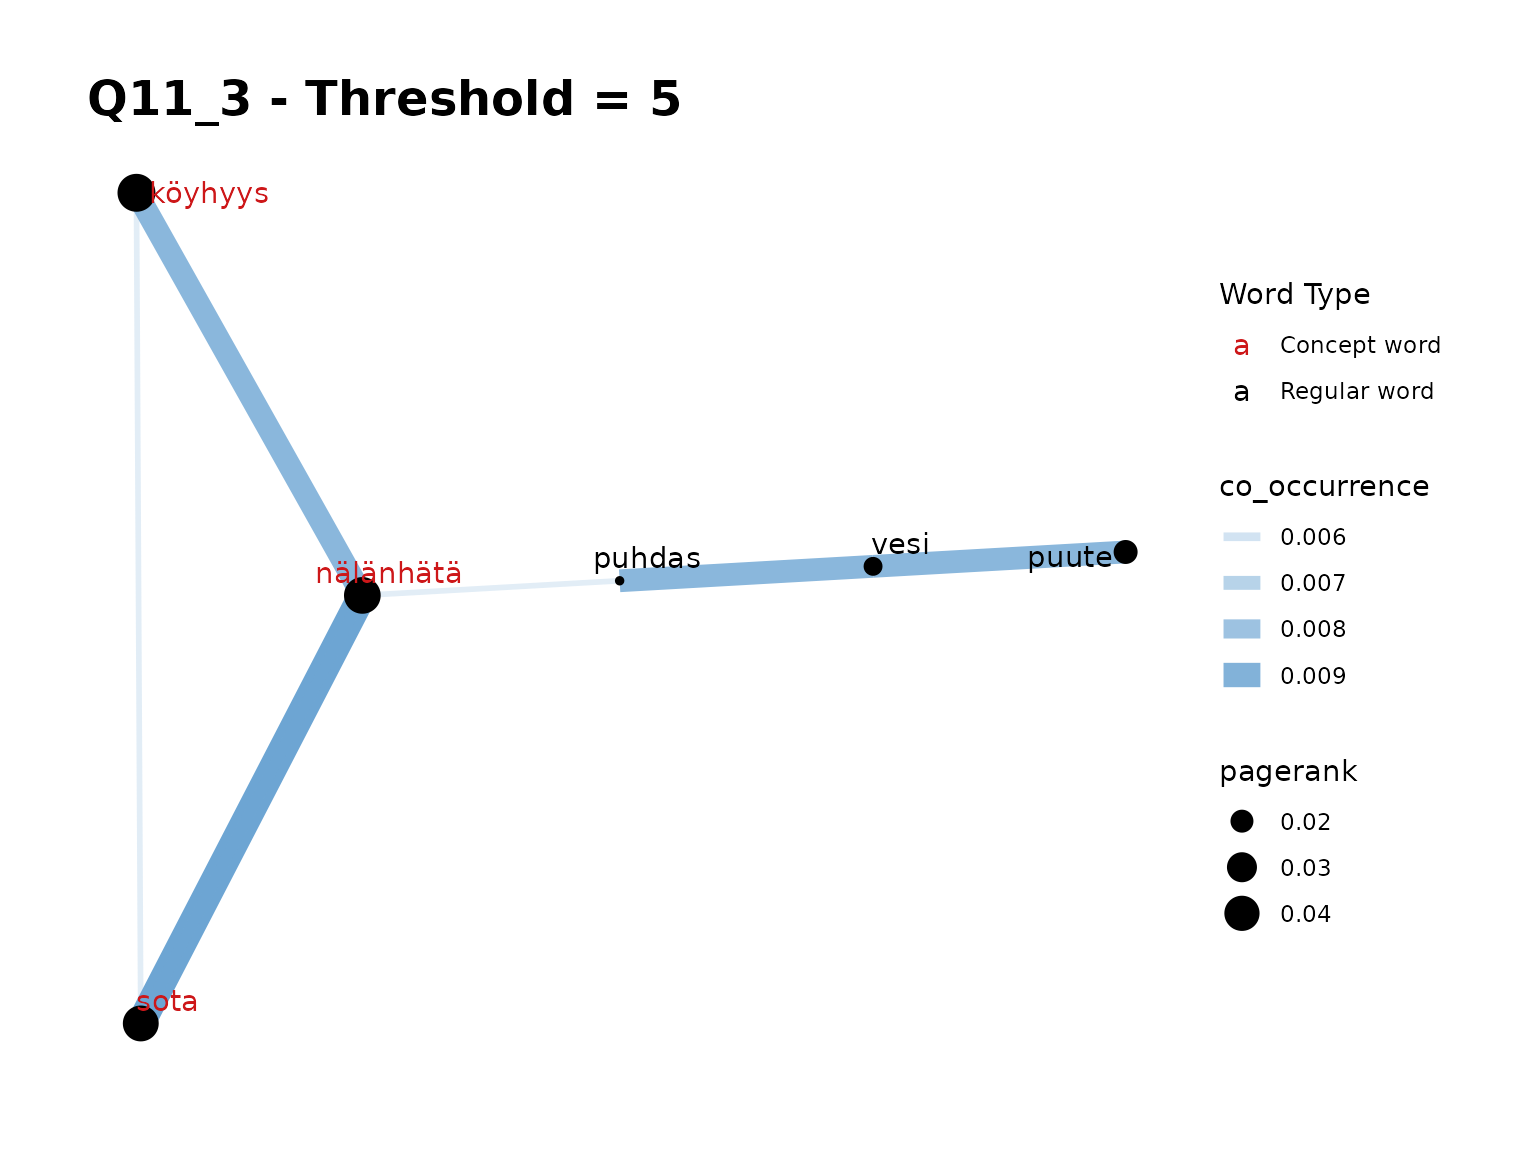 Q11_3 - Threshold = 5
köyhyys
nälänhätä
puhdas
vesi
puute
sota
Word Type
a Concept word
a Regular word
co_occurrence
0.006
0.007
0.008
0.009
pagerank
0.02
0.03
0.04